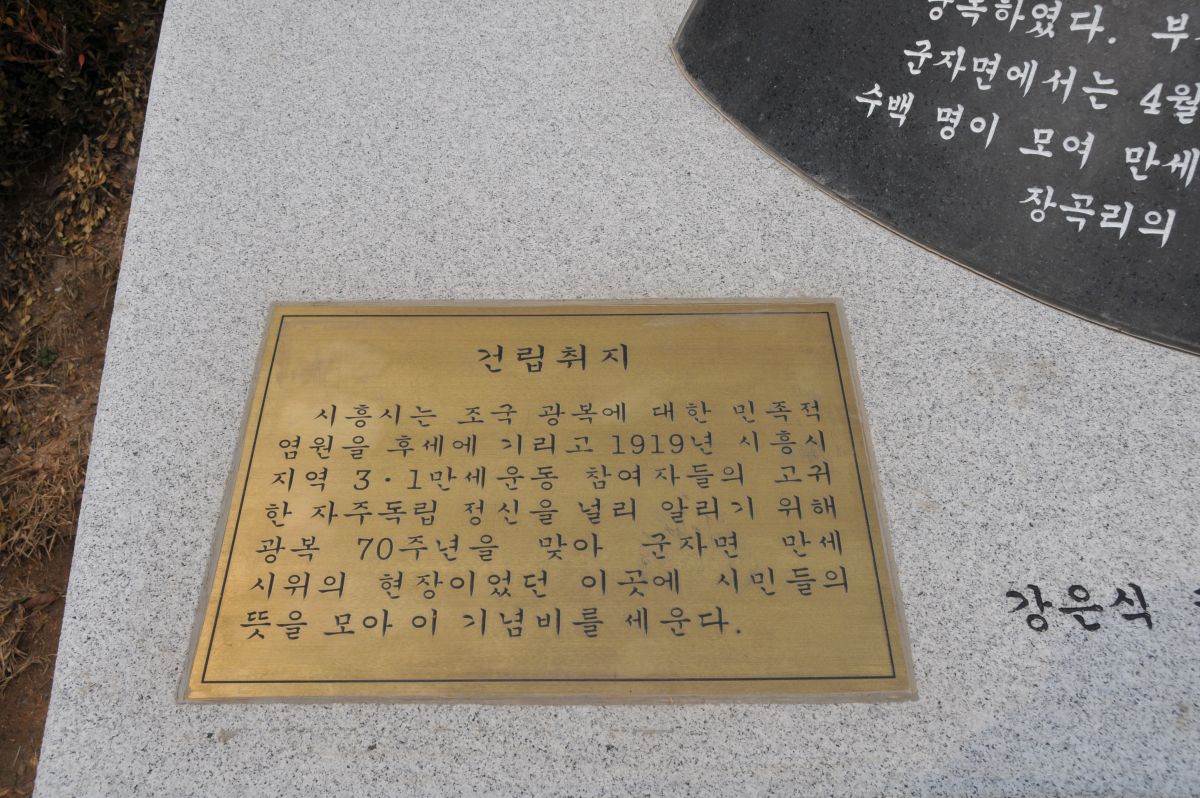 하였다.
군자면에서는 4월
수백 명이 모여 만세
장곡리의
건립취지
시흥시는 조국 광복에 대한 민족적
염원을 후세에 기리고 1919년 시흥시
지역 3·1만세운동 참여자들의 고귀
한 자주독립 정신을 널리 알리기 위해
광복 70주년을 맞아 군자면 만세
시위의 현장이었던 이곳에 시민들의
뜻을 모아 이 기념비를 세운다.
강은식